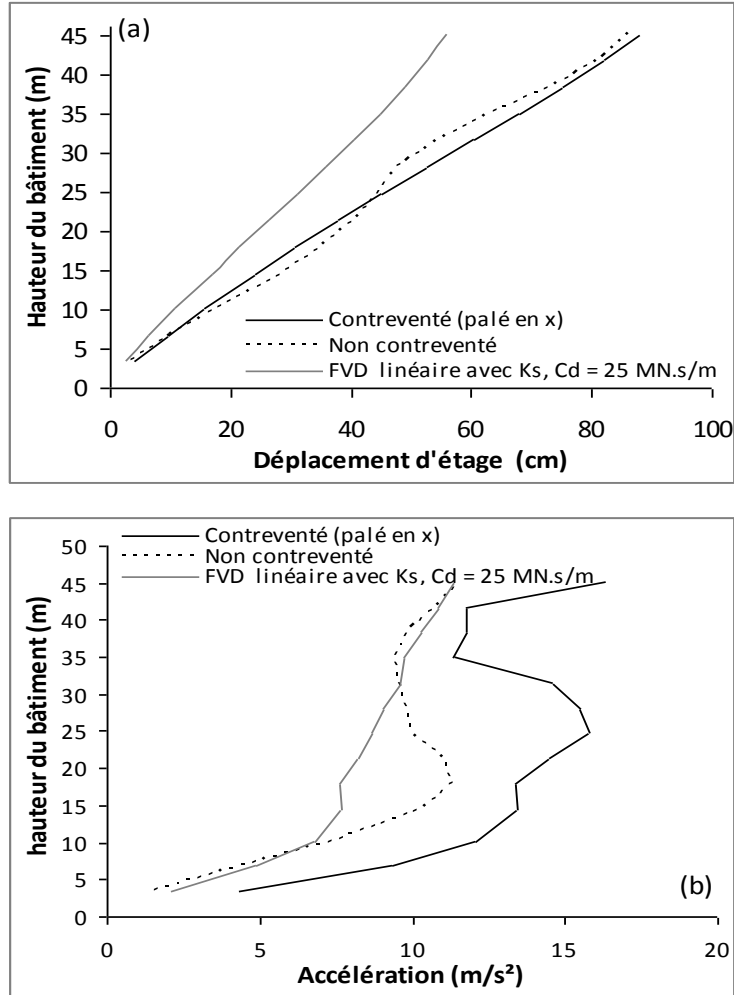 (a)
45
40
35
30
25
20
15
10
5
0
Hauteur du bâtiment (m)
Contreventé (palé en x)
Non contreventé
FVD linéaire avec Ks, Cd = 25 MN.s/m
0 20 40 60 80 100
Déplacement d'étage (cm)
Contreventé (palé en x)
Non contreventé
FVD linéaire avec Ks, Cd = 25 MN.s/m
50
45
40
35
30
25
20
15
10
5
0
hauteur du bâtiment (m)
(b)
0 5 10 15 20
Accélération (m/s²)